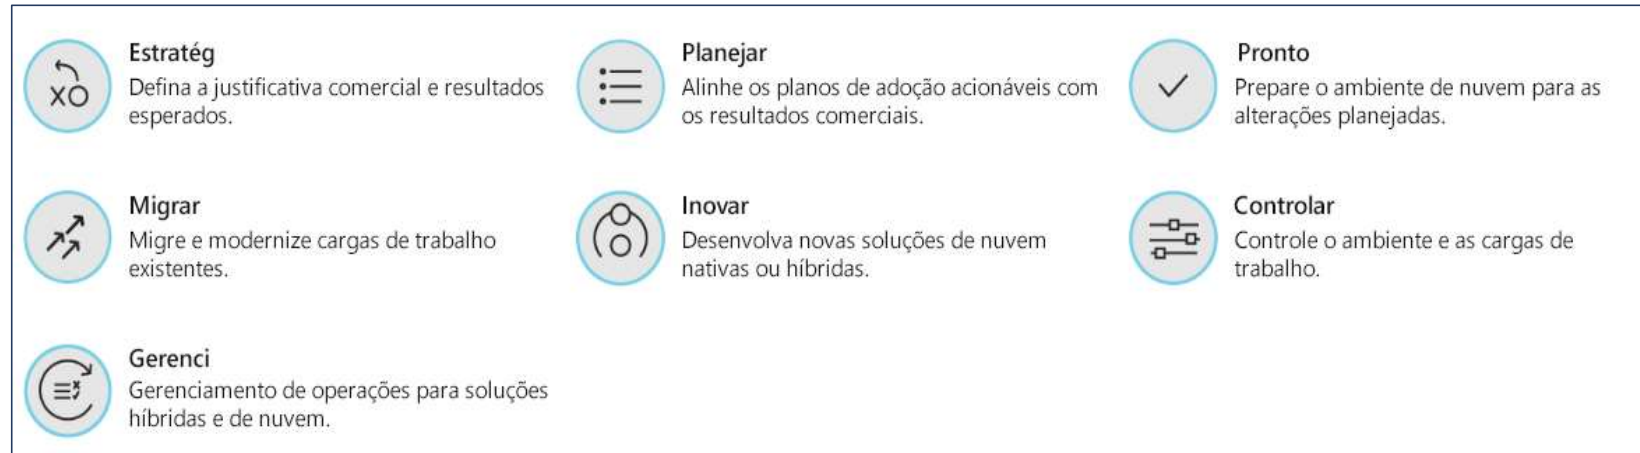 Estratég
Defina a justificativa comercial e resultados
esperados.
Planejar
Alinhe os planos de adoção acionáveis com
os resultados comerciais.
Pronto
Prepare o ambiente de nuvem para as
alterações planejadas.
Migrar
Migre e modernize cargas de trabalho
existentes.
Inovar
Desenvolva novas soluções de nuvem
nativas ou híbridas.
Controlar
Controle o ambiente e as cargas de
trabalho.
Gerenci
Gerenciamento de operações para soluções
híbridas e de nuvem.